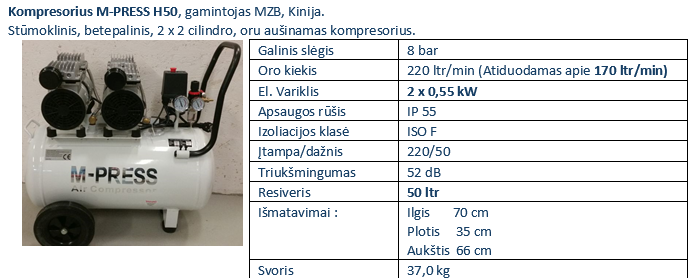 Kompresorius M-PRESS H50, gamintojas MZB, Kinija.
Stūmoklinis, betepalinis, 2 x 2 cilindro, oru aušinamas kompresorius.
M-PRESS
Air Compressor
Galinis slėgis 8 bar
Oro kiekis 220 ltr/min (Atiduodamas apie 170 ltr/min)
El. Variklis 2 x 0,55 kW
Apsaugos rūšis IP 55
Izoliacijos klasė ISO F
Įtampa/dažnis 220/50
Triukšmingumas 52 dB
Resiveris 50 ltr
Išmatavimai : Ilgis 70 cm
Plotis 35 cm
Aukštis 66 cm
Svoris 37,0 kg